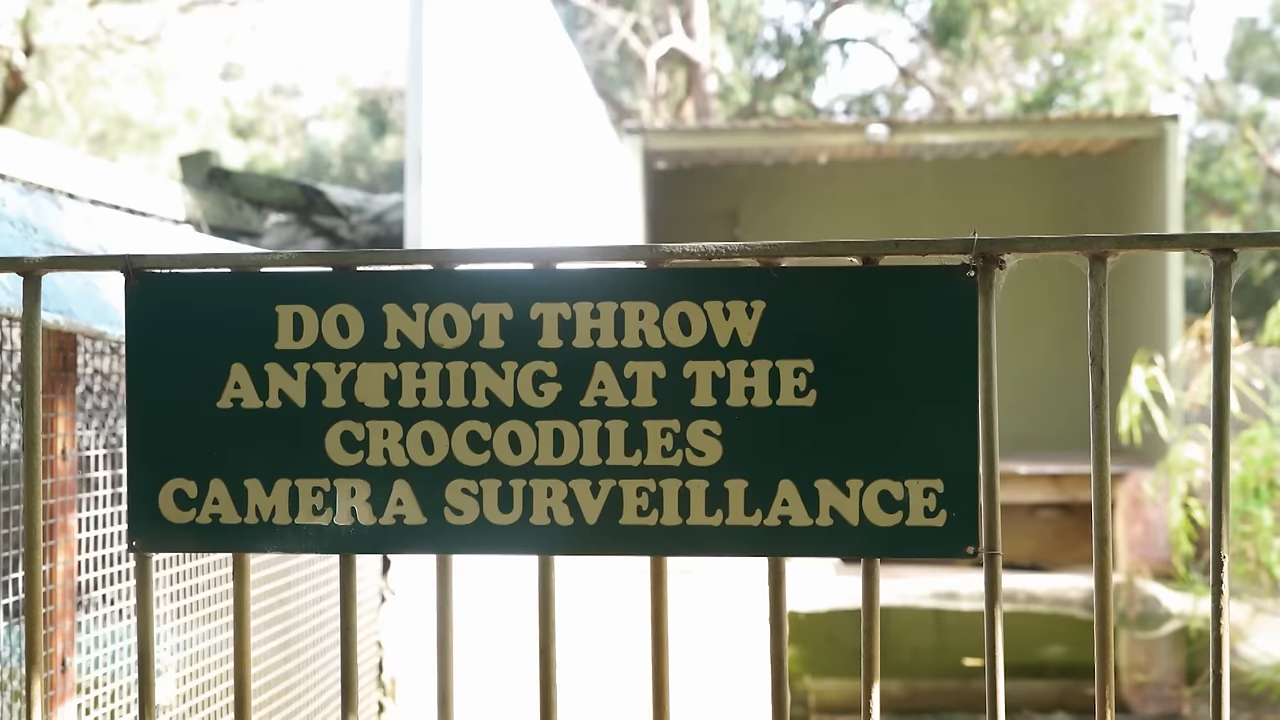 DO NOT THROW
ANYTHING AT THE
CROCODILES
CAMERA SURVEILLANCE